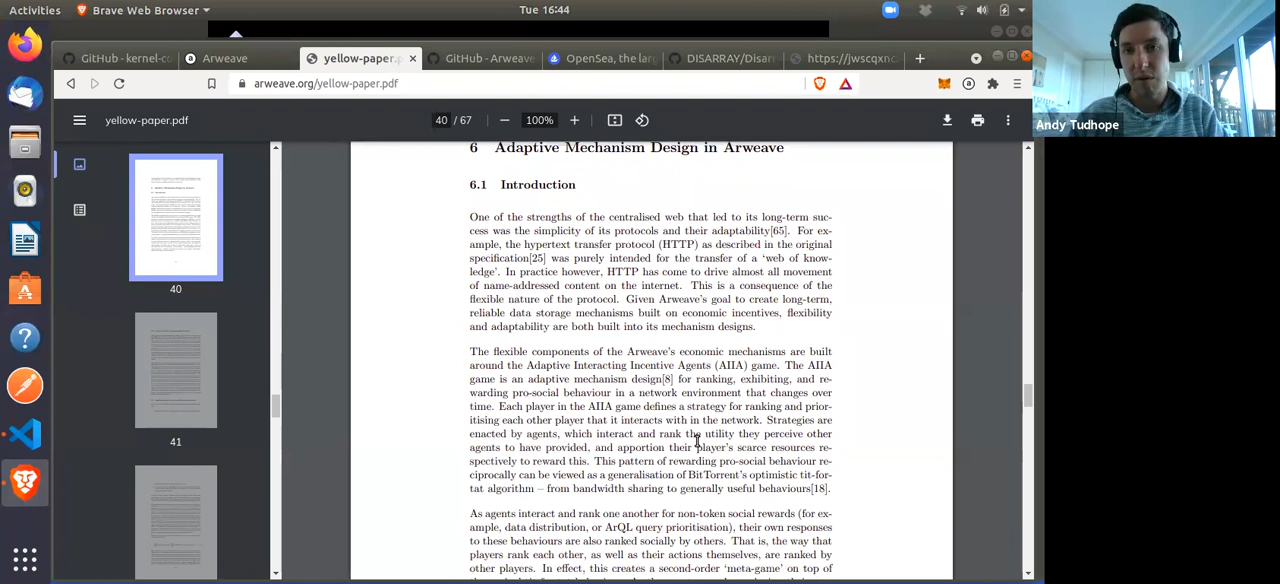 Activities
Brave Web Browser
Tue 16:44
GitHub - kernel-co
Arweave
yellow-paper.p
GitHub - Arweave
OpenSea, the larg
DISARRAY/Disarr
https://jwscqxnc.
arweave.org/yellow-paper.pdf
Andy Tudhope
yellow-paper.pdf
40 / 67
100%
40
41
6 Adaptive Mechanism Design in Arweave
6.1 Introduction
One of the strengths of the centralised web that led to its long-term suc-
cess was the simplicity of its protocols and their adaptability[65]. For ex-
ample, the hypertext transfer protocol (HTTP) as described in the original
specification[25] was purely intended for the transfer of a 'web of know-
ledge'. In practice however, HTTP has come to drive almost all movement
of name-addressed content on the internet. This is a consequence of the
flexible nature of the protocol. Given Arweave's goal to create long-term,
reliable data storage mechanisms built on economic incentives, flexibility
and adaptability are both built into its mechanism designs.
The flexible components of the Arweave's economic mechanisms are built
around the Adaptive Interacting Incentive Agents (AIIA) game. The AIIA
game is an adaptive mechanism design[8] for ranking, exhibiting, and re-
warding pro-social behaviour in a network environment that changes over
time. Each player in the AIIA game defines a strategy for ranking and prior-
itising each other player that it interacts with in the network. Strategies are
enacted by agents, which interact and rank the utility they perceive other
agents to have provided, and apportion their player's scarce resources re-
spectively to reward this. This pattern of rewarding pro-social behaviour re-
ciprocally can be viewed as a generalisation of BitTorrent's optimistic tit-for-
tat algorithm – from bandwidth sharing to generally useful behaviours[18].
As agents interact and rank one another for non-token social rewards (for ex-
ample, data distribution, or ArQL query prioritisation), their own responses
to these behaviours are also ranked socially by others. That is, the way that
players rank each other, as well as their actions themselves, are ranked by
other players. In effect, this creates a second-order 'meta-game' on top of